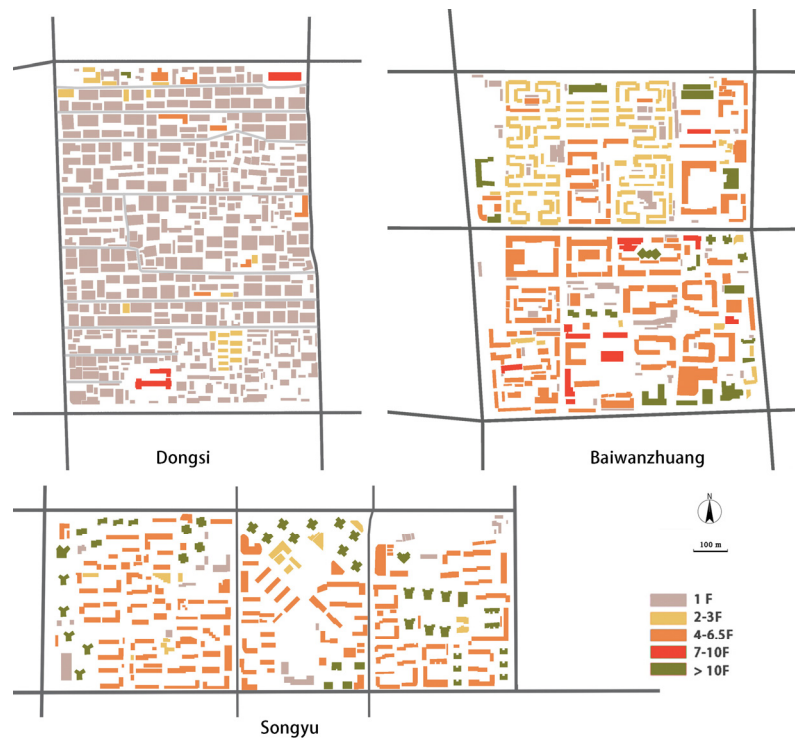 Dongsi
Baiwanzhuang
Songyu
N
100 m
1 F
2-3F
4-6.5F
7-10F
> 10F